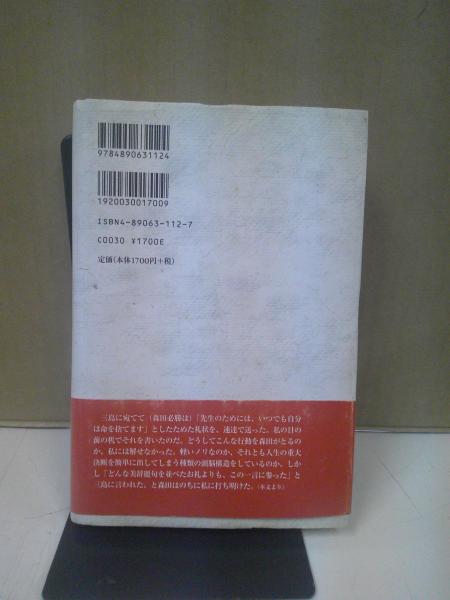 9784890631124
1920030017009
ISBN4-89063-112-7
C0030 ¥1700E
定価(本体1700円+税)
三島に宛てて(森田必勝は)「先生のためには、いつでも自分
は命を捨てます」としたためた礼状を、速達で送った。私の目の
前の机でそれを書いたのだ。どうしてこんな行動を森田がとるの
か、私には解せなかった。軽いノリなのか、それとも人生の重大
決断を簡単に出してしまう種類の頭脳構造をしているのか。しか
し「どんな美辞麗句を並べたお礼よりも、この一言に参った」と
三島に言われた、と森田はのちに私に打ち明けた。(本文より)